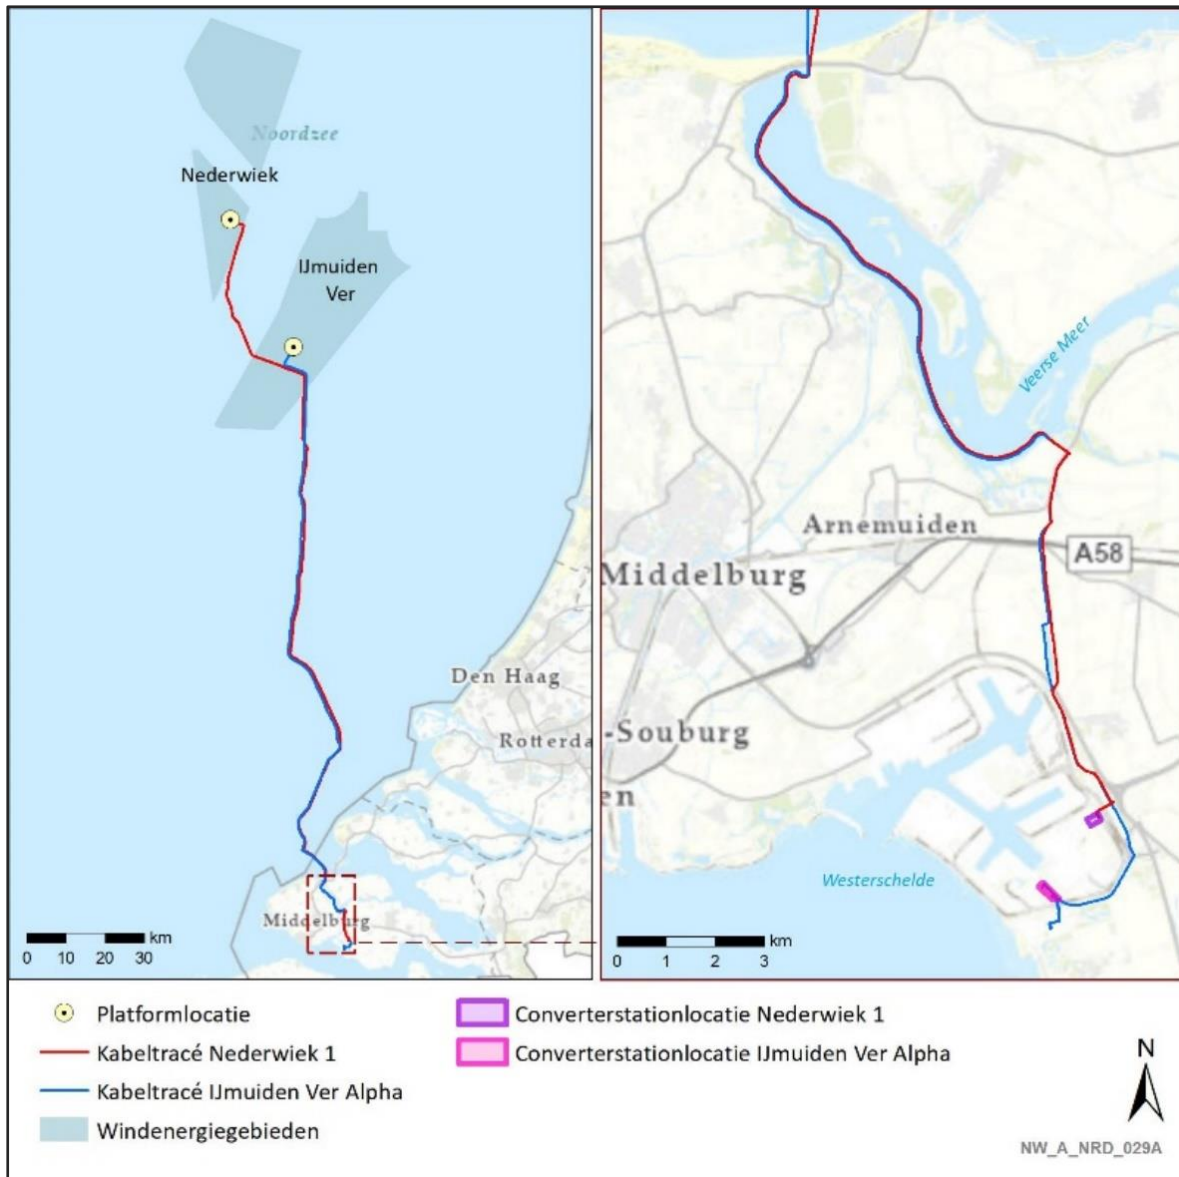 Noordzee
Nederwiek
IJmuiden
Ver
Den Haag
Rotterda
Middelburg
km
0 10 20 30
Veerse Meer
Arnemuiden
A58
Middelburg
-Souburg
en
Westerschelde
km
0 1 2 3
Platformlocatie
Kabeltracé Nederwiek 1
Kabeltracé IJmuiden Ver Alpha
Windenergiegebieden
Converterstationlocatie Nederwiek 1
Converterstationlocatie IJmuiden Ver Alpha
N
NW_A_NRD_029A